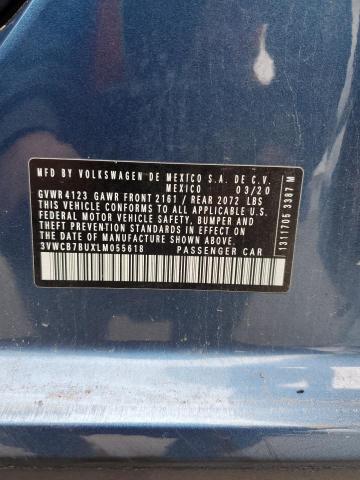 MFD BY VOLKSWAGEN DE MEXICO S.A. DE C.V.
MEXICO 03/20
GVWR 4123 GAWR FRONT 2161 / REAR 2072 LBS
THIS VEHICLE CONFORMS TO ALL APPLICABLE U.S.
FEDERAL MOTOR VEHICLE SAFETY, BUMPER AND
THEFT PREVENTION STANDARDS IN EFFECT ON THE
DATE OF MANUFACTURE SHOWN ABOVE
3VWCB7BUXLM055618 PASSENGER CAR
1311705 3387 M